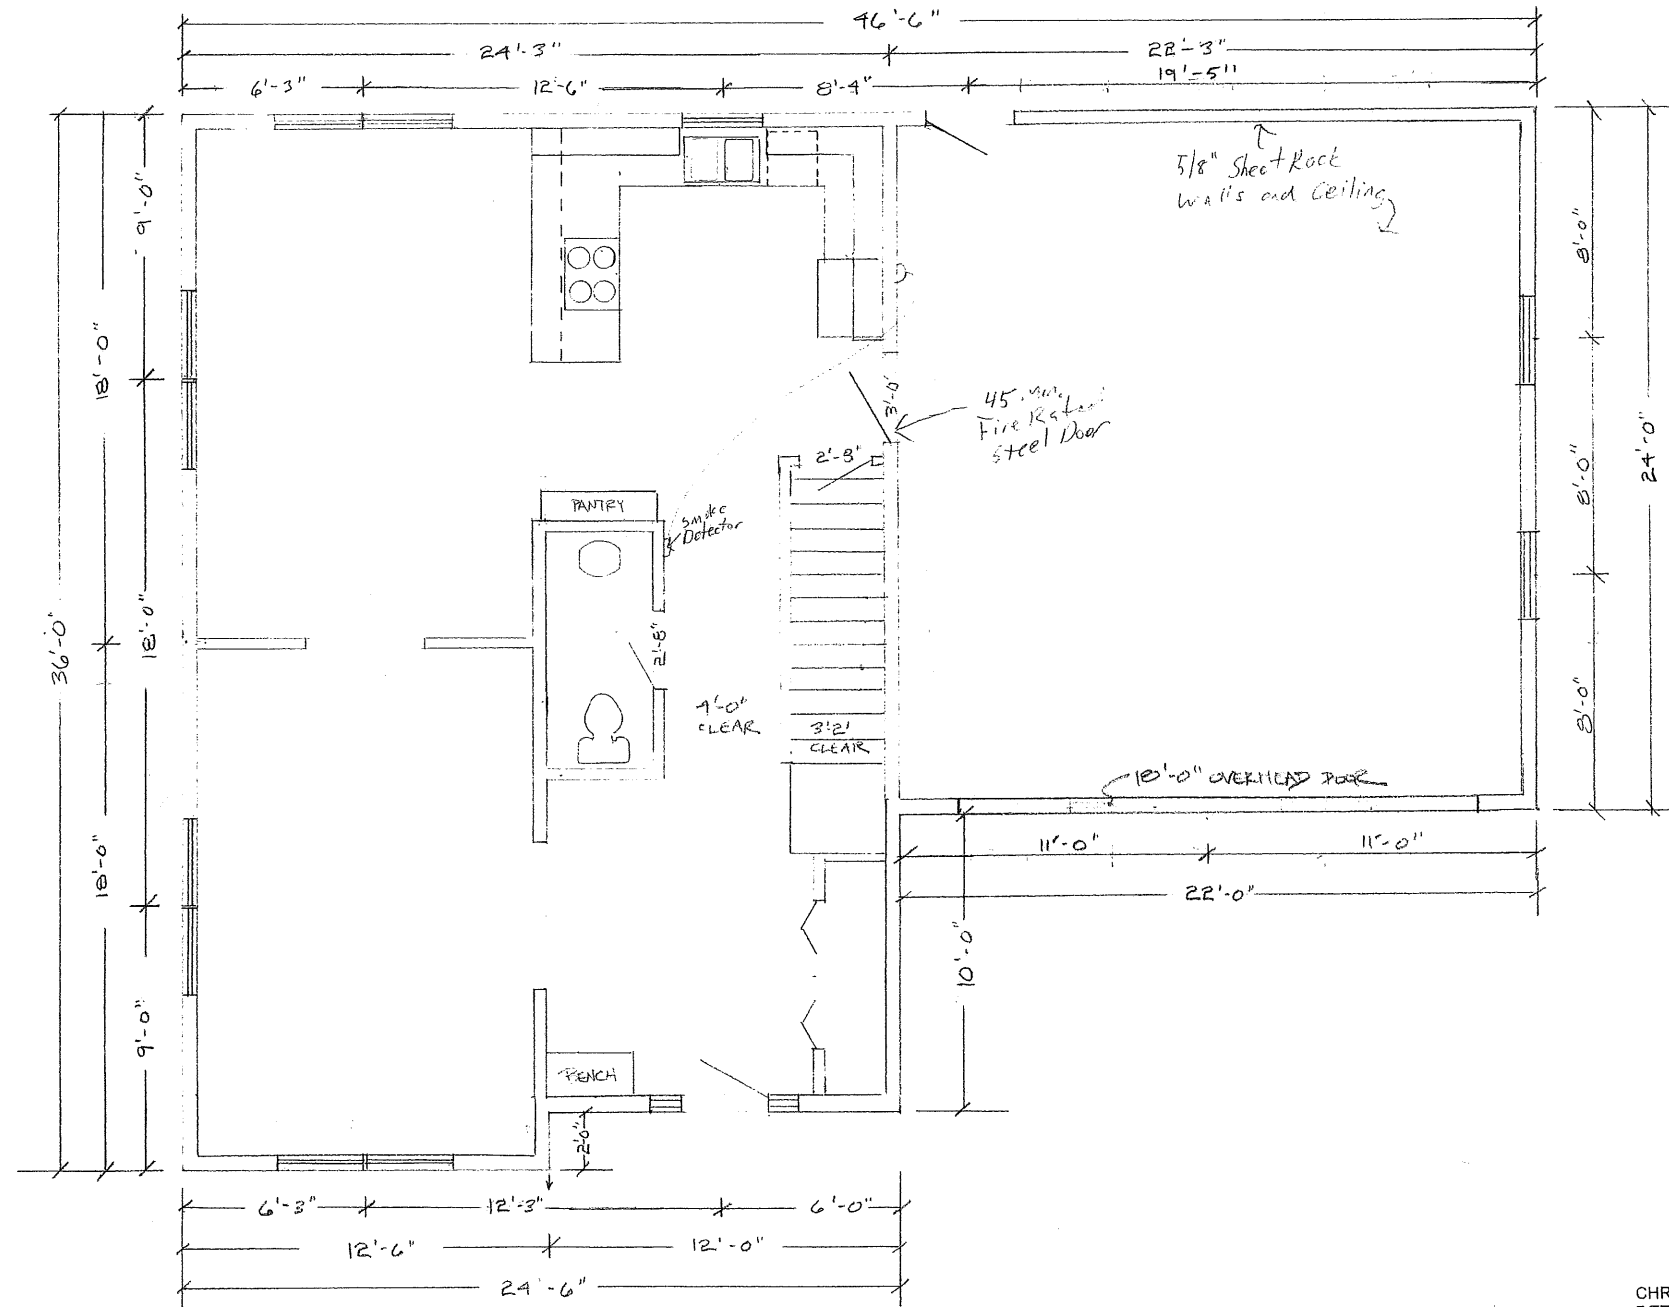 46'-6"
24'-3"
22'-3"
6'-3"
12'-6"
8'-4"
19'-5"
5/8" Sheet Rock
Walls and Ceiling
9'-0"
18'-0"
36'-0"
18'-0"
18'-0"
9'-0"
8'-0"
8'-0"
8'-0"
24'-0"
3'-0"
45 min.
Fire Rated
Steel Door
2'-8"
PANTRY
Smoke
Detector
2'-8"
4'-0"
CLEAR
3'2"
CLEAR
18'-0" OVERHEAD DOOR
11'-0"
11'-0"
22'-0"
10'-0"
BENCH
2'0"
6'-3"
12'-3"
6'-0"
12'-6"
12'-0"
24'-6"
CHR